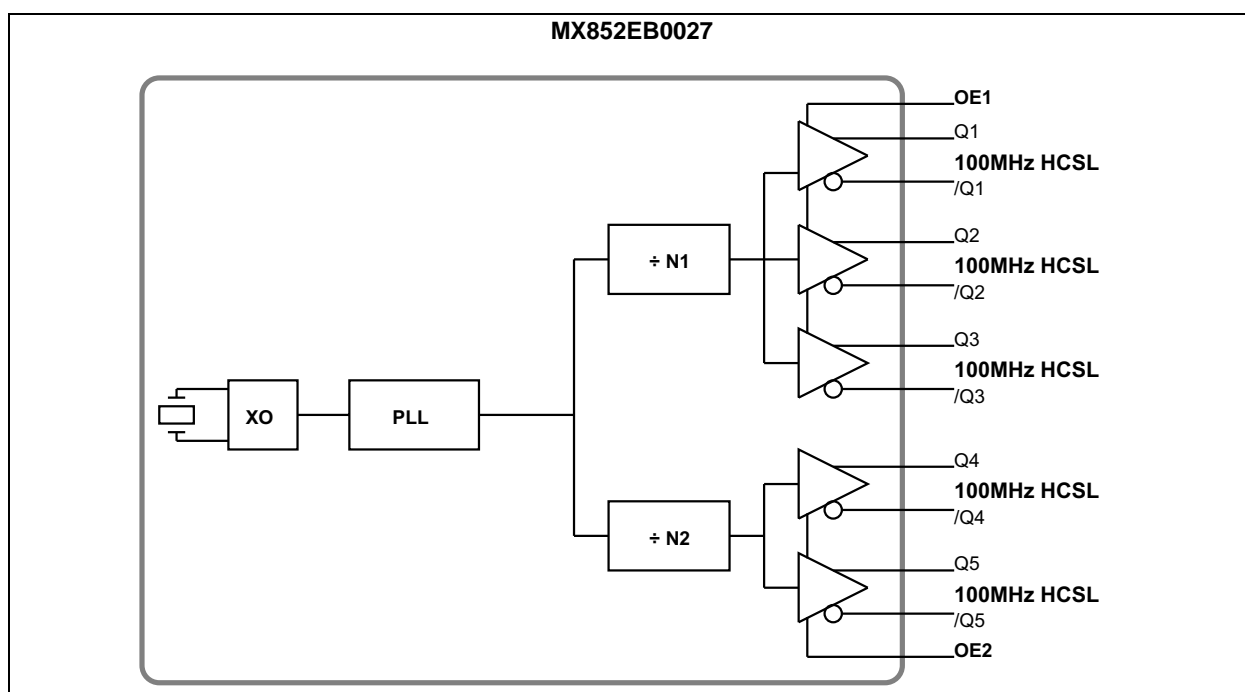 MX852EB0027
OE1
Q1
100MHz HCSL
/Q1
÷ N1
Q2
100MHz HCSL
/Q2
Q3
100MHz HCSL
/Q3
XO
PLL
Q4
100MHz HCSL
/Q4
÷ N2
Q5
100MHz HCSL
/Q5
OE2